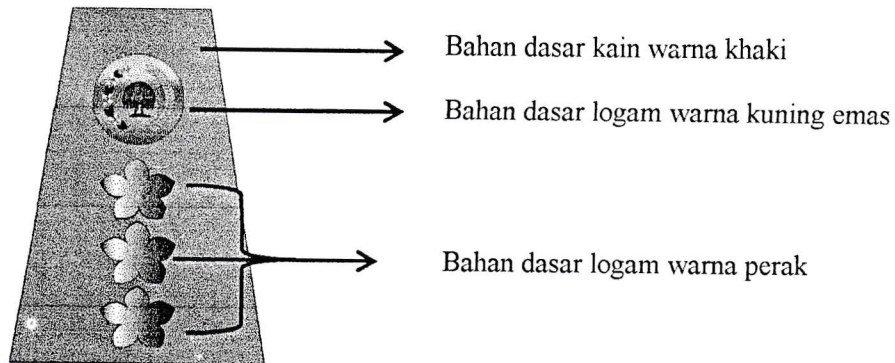 Bahan dasar kain warna khaki
Bahan dasar logam warna kuning emas
Bahan dasar logam warna perak